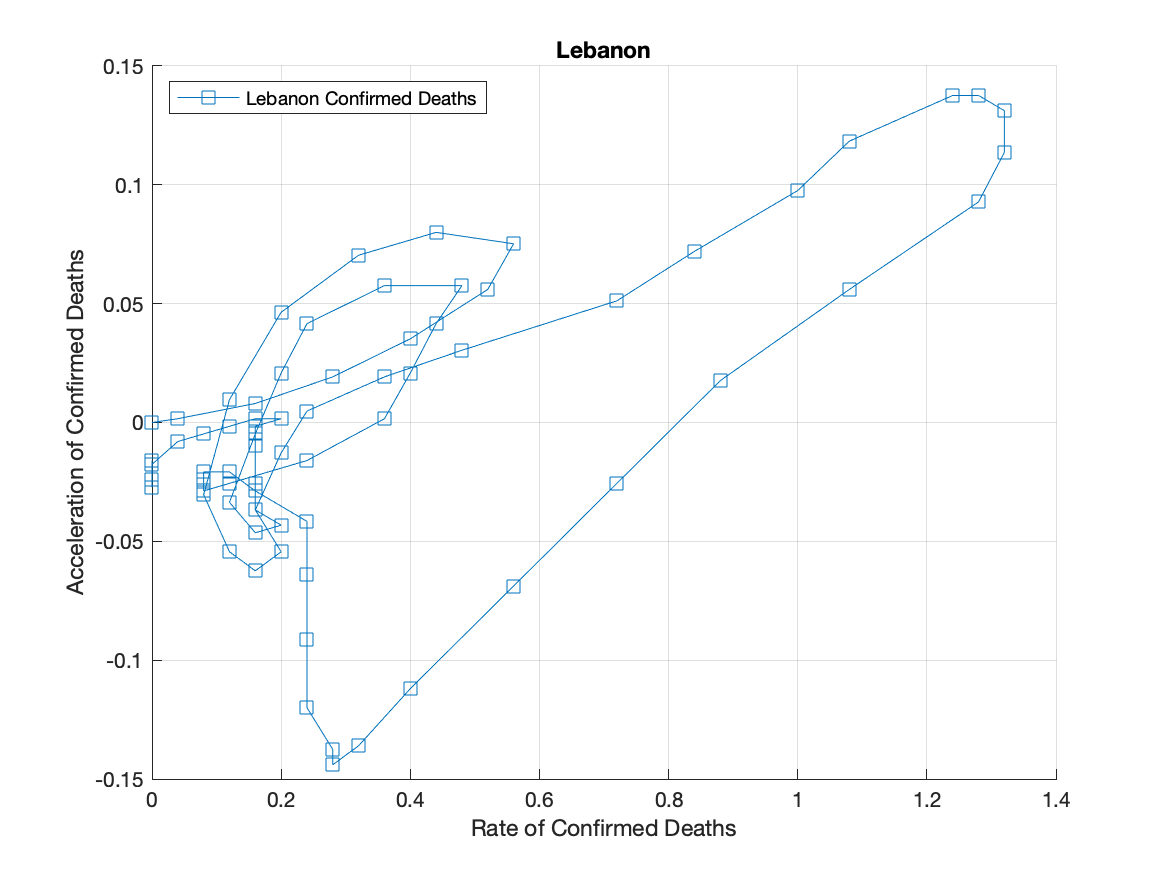 Lebanon
Lebanon Confirmed Deaths
0.15
0.1
0.05
0
-0.05
-0.1
-0.15
Acceleration of Confirmed Deaths
0 0.2 0.4 0.6 0.8 1 1.2 1.4
Rate of Confirmed Deaths